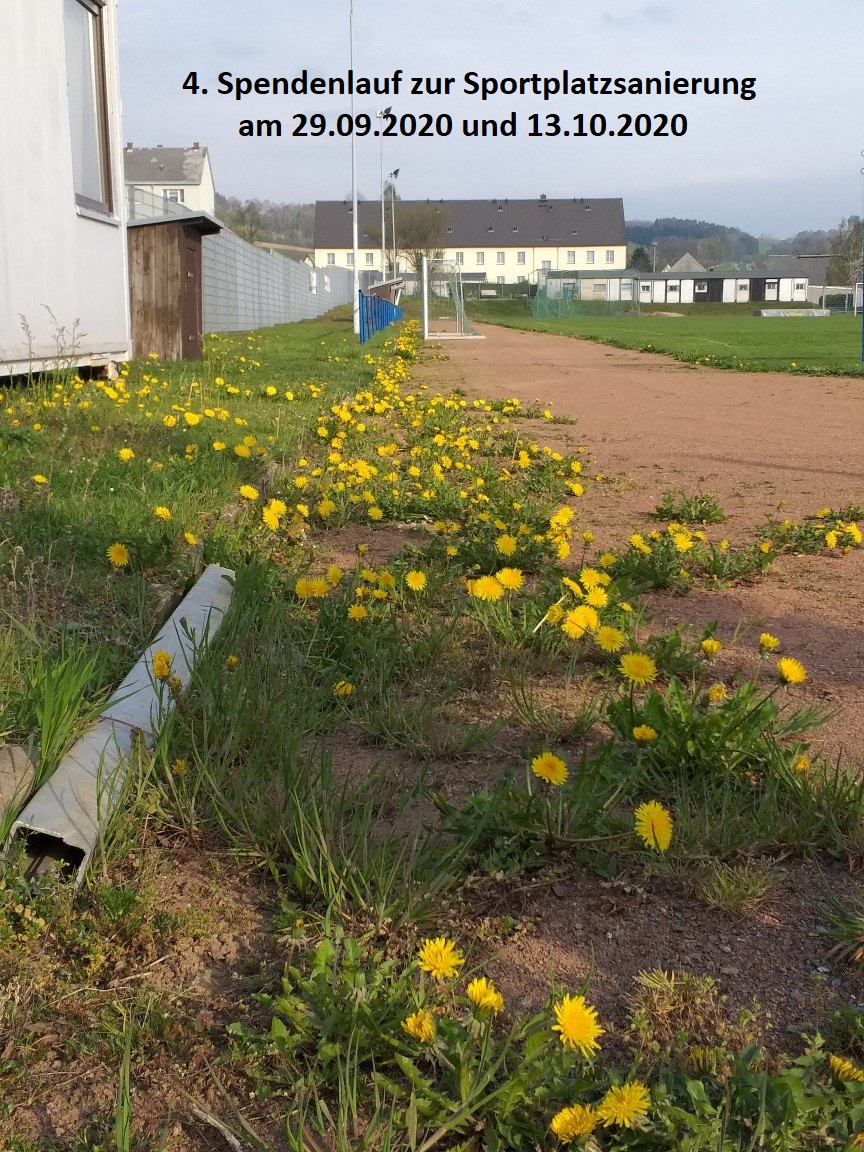 4. Spendenlauf zur Sportplatzsanierung
am 29.09.2020 und 13.10.2020